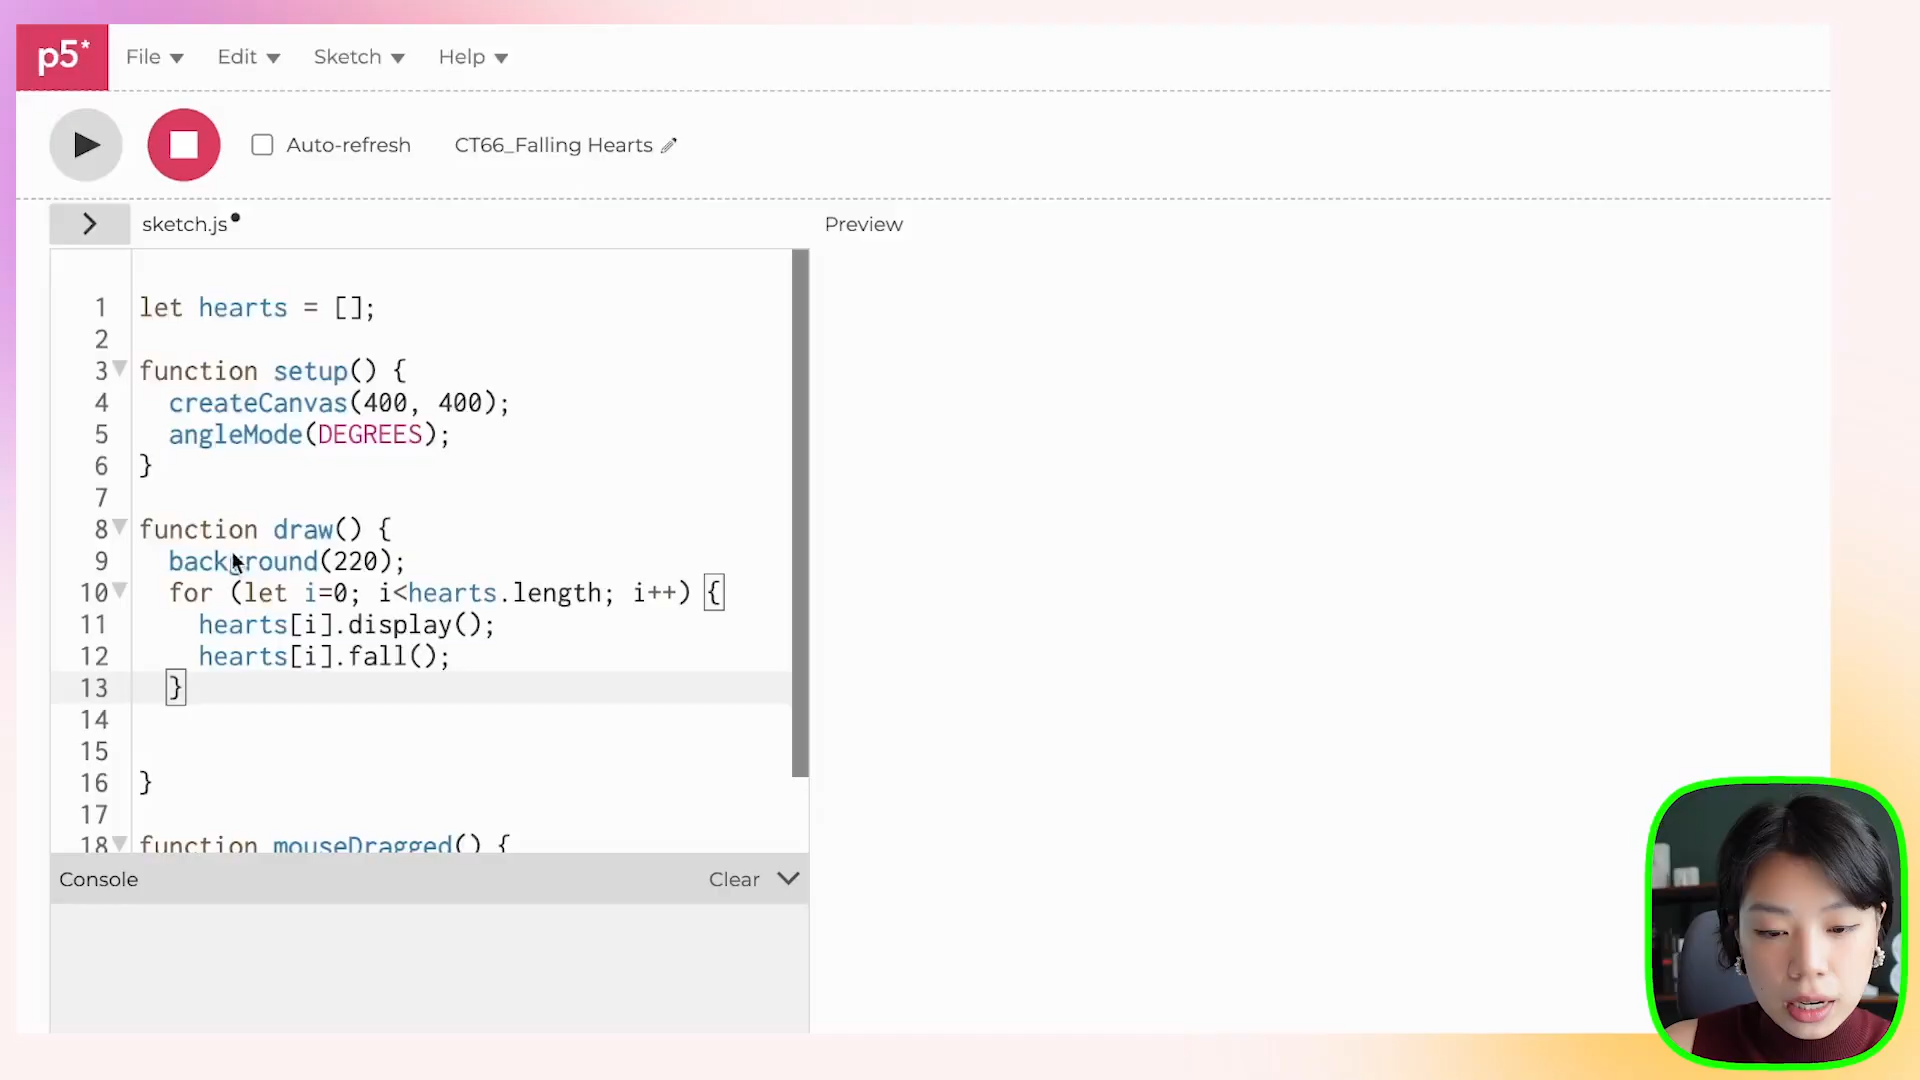 p5*
File Edit Sketch Help
Auto-refresh CT66_Falling Hearts
sketch.js Preview
1 let hearts = [];
2
3 function setup() {
4 createCanvas(400, 400);
5 angleMode(DEGREES);
6 }
7
8 function draw() {
9 background(220);
10 for (let i=0; i<hearts.length; i++) {
11 hearts[i].display();
12 hearts[i].fall();
13 }
14
15
16 }
17
18 function mouseDragged() {
Console Clear